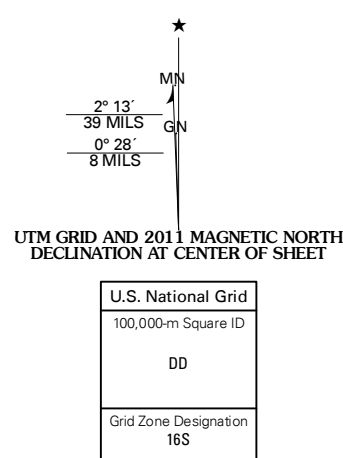 ★
MN
2° 13´
39 MILS
GN
0° 28´
8 MILS
UTM GRID AND 2011 MAGNETIC NORTH
DECLINATION AT CENTER OF SHEET
U.S. National Grid
100,000-m Square ID
DD
Grid Zone Designation
16S